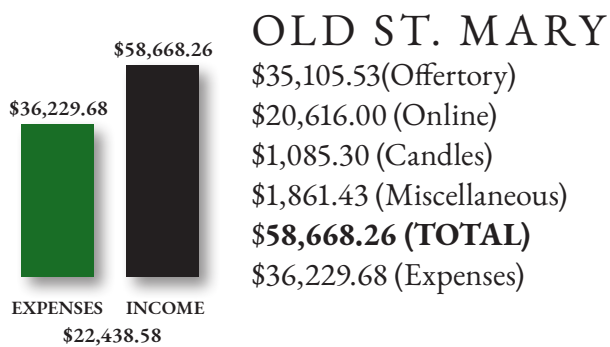 $58,668.26
$36,229.68
EXPENSES INCOME
$22,438.58
OLD ST. MARY
$35,105.53(Offertory)
$20,616.00 (Online)
$1,085.30 (Candles)
$1,861.43 (Miscellaneous)
$58,668.26 (TOTAL)
$36,229.68 (Expenses)